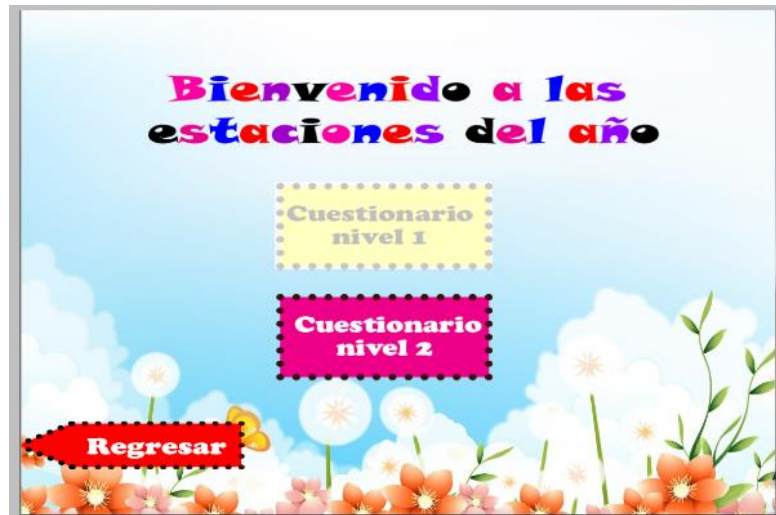 Bienvenido a las
estaciones del año
Cuestionario
nivel 1
Cuestionario
nivel 2
Regresar